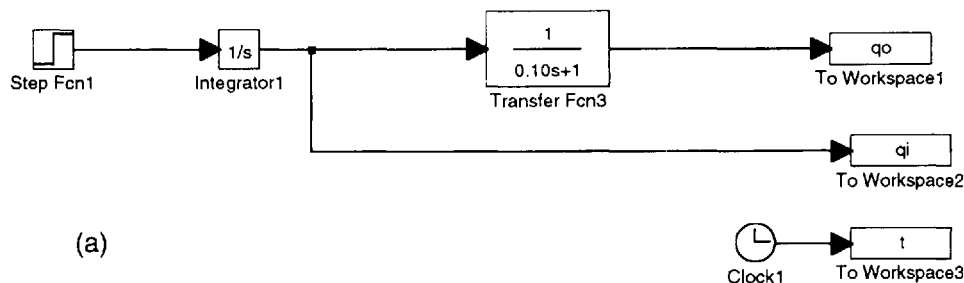 Step Fcn1
1/s
Integrator1
1
0.10s+1
Transfer Fcn3
qo
To Workspace1
qi
To Workspace2
(a)
Clock1
t
To Workspace3